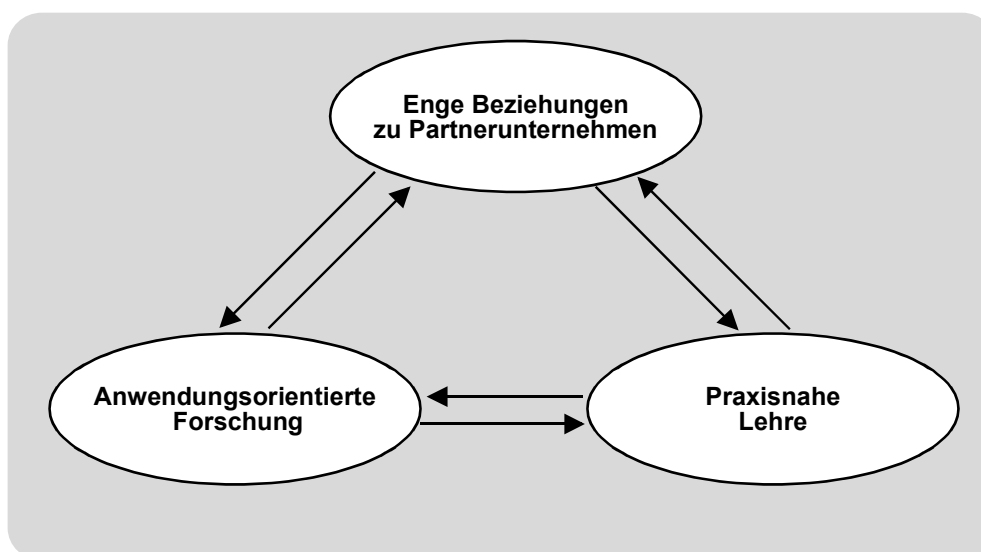 Enge Beziehungen
zu Partnerunternehmen
Anwendungsorientierte
Forschung
Praxisnahe
Lehre